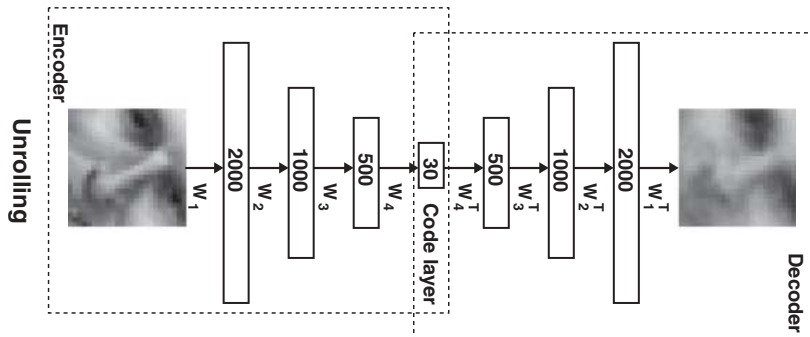 Decoder
W₁ᵀ
2000
W₂ᵀ
1000
W₃ᵀ
500
W₄ᵀ
30 Code layer
W₄
500
W₃
1000
W₂
2000
W₁
Encoder
Unrolling